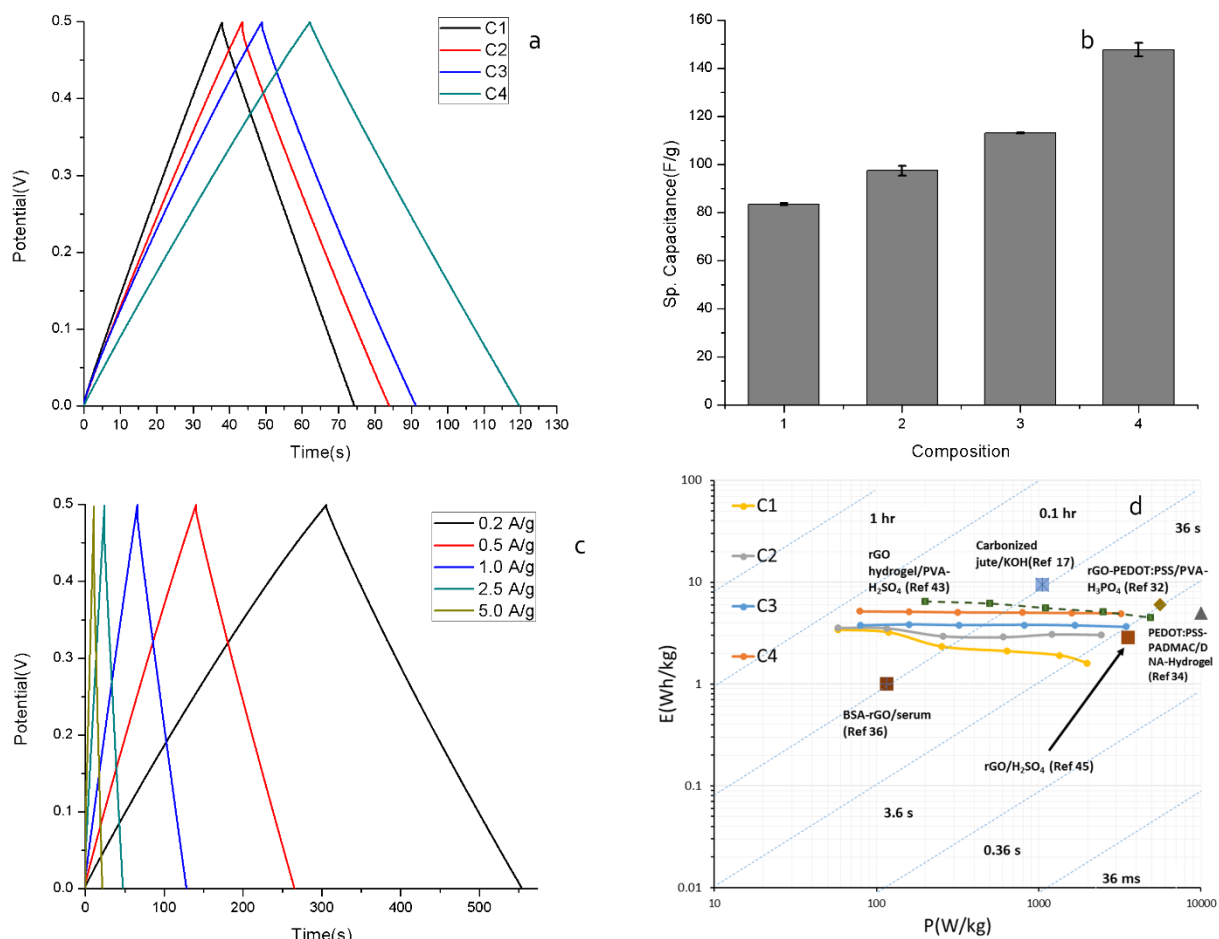 a
C1
C2
C3
C4
0.5
0.4
0.3
0.2
0.1
0.0
Potential(V)
0 10 20 30 40 50 60 70 80 90 100 110 120 130
Time(s)
b
160
140
120
100
80
60
40
20
0
Sp. Capacitance(F/g)
1 2 3 4
Composition
c
0.2 A/g
0.5 A/g
1.0 A/g
2.5 A/g
5.0 A/g
0.5
0.4
0.3
0.2
0.1
0.0
Potential(V)
0 100 200 300 400 500
Time(s)
d
C1
C2
C3
C4
100
10
1
0.1
0.01
E(Wh/kg)
1 hr
0.1 hr
36 s
rGO
hydrogel/PVA-
H₂SO₄ (Ref 43)
Carbonized
jute/KOH(Ref 17)
rGO-PEDOT:PSS/PVA-
H₃PO₄ (Ref 32)
PEDOT:PSS-
PADMAC/D
NA-Hydrogel
(Ref 34)
BSA-rGO/serum
(Ref 36)
rGO/H₂SO₄ (Ref 45)
3.6 s
0.36 s
36 ms
10 100 1000 10000
P(W/kg)